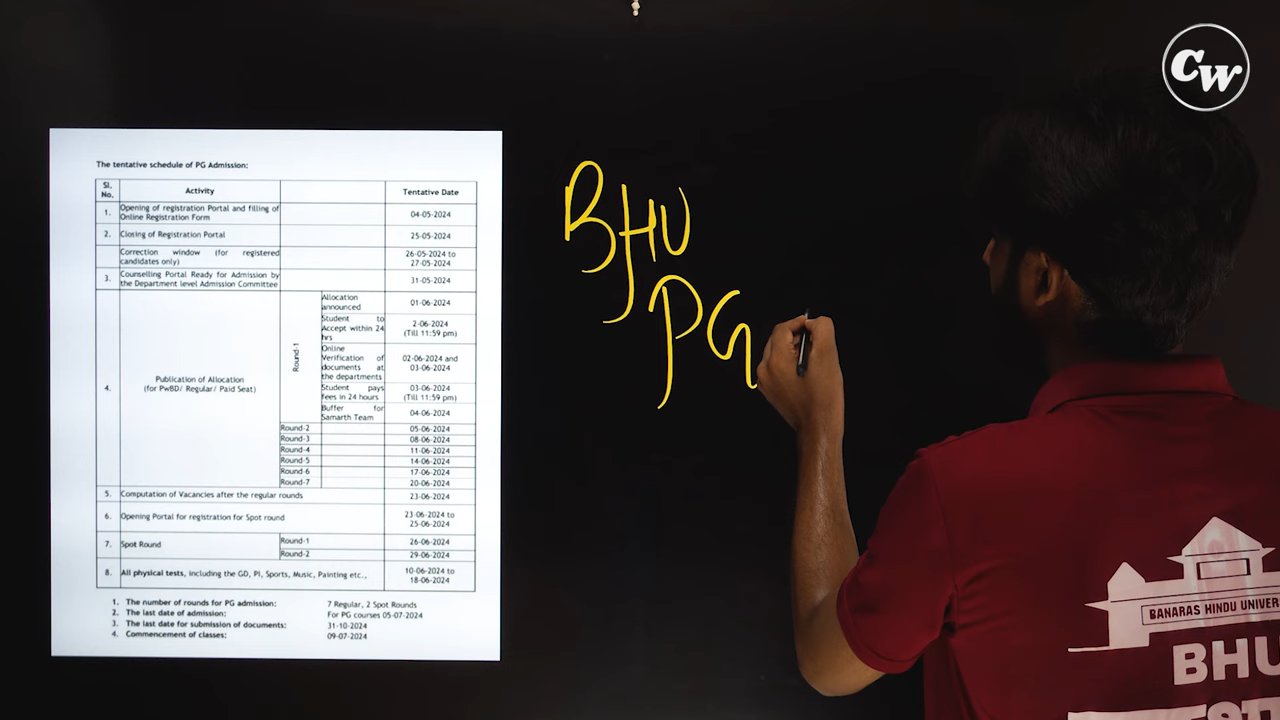 CW
The tentative schedule of PG Admission:
Sl. No. Activity Tentative Date
1. Opening of registration Portal and filling of Online Registration Form 04-05-2024
2. Closing of Registration Portal 25-05-2024
Correction window (for registered candidates only) 26-05-2024 to 27-05-2024
3. Counselling Portal Ready for Admission by the Department level Admission Committee 31-05-2024
4. Publication of Allocation (for PwBD/ Regular/ Paid Seat)
Round-1
Allocation announced 01-06-2024
Student to Accept within 24 hrs 2-06-2024 (Till 11:59 pm)
Online Verification of documents at the departments 02-06-2024 and 03-06-2024
Student pays fees in 24 hours 03-06-2024 (Till 11:59 pm)
Buffer for Samarth Team 04-06-2024
Round-2 05-06-2024
Round-3 08-06-2024
Round-4 11-06-2024
Round-5 14-06-2024
Round-6 17-06-2024
Round-7 20-06-2024
5. Computation of Vacancies after the regular rounds 23-06-2024
6. Opening Portal for registration for Spot round 23-06-2024 to 25-06-2024
7. Spot Round Round-1 26-06-2024
Round-2 29-06-2024
8. All physical tests, including the GD, PI, Sports, Music, Painting etc., 10-06-2024 to 18-06-2024
1. The number of rounds for PG admission: 7 Regular, 2 Spot Rounds
2. The last date of admission: For PG courses 05-07-2024
3. The last date for submission of documents: 31-10-2024
4. Commencement of classes: 09-07-2024
BHU
PG
BANARAS HINDU UNIVER
BHU